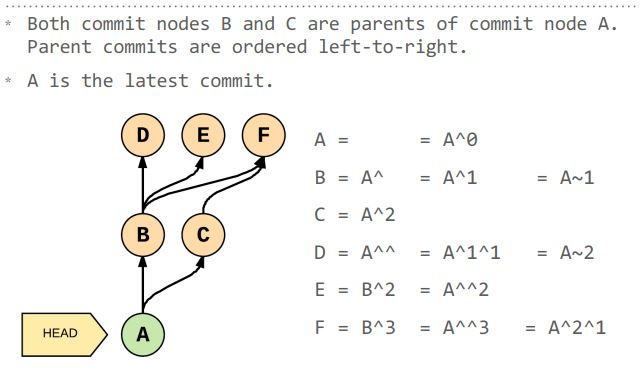 * Both commit nodes B and C are parents of commit node A.
Parent commits are ordered left-to-right.
* A is the latest commit.
D E F
A = = A^0
B = A^ = A^1 = A~1
C = A^2
B C
D = A^^ = A^1^1 = A~2
E = B^2 = A^^2
F = B^3 = A^^3 = A^2^1
HEAD A